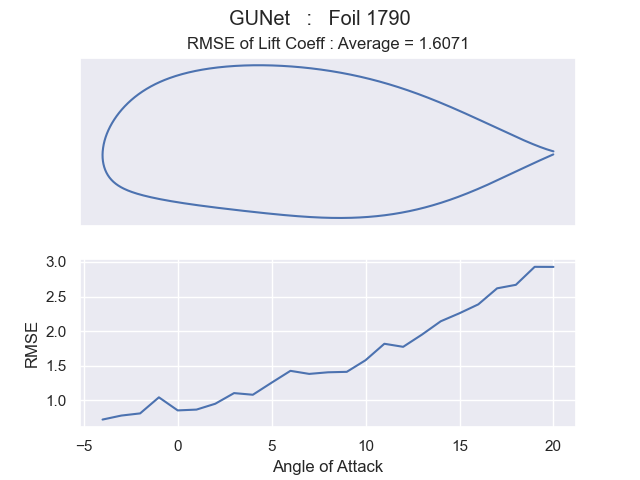 GUNet   :   Foil 1790
RMSE of Lift Coeff : Average = 1.6071
3.0
2.5
2.0
1.5
1.0
RMSE
−5
0
5
10
15
20
Angle of Attack